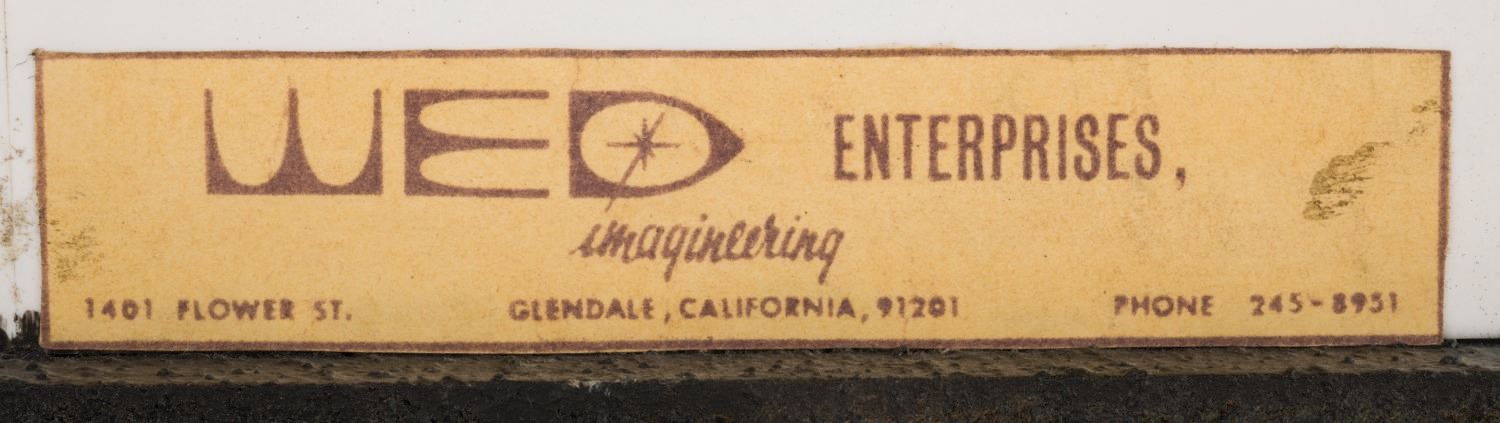 WED ENTERPRISES,
imagineering
1401 FLOWER ST. GLENDALE, CALIFORNIA, 91201 PHONE 245-8951